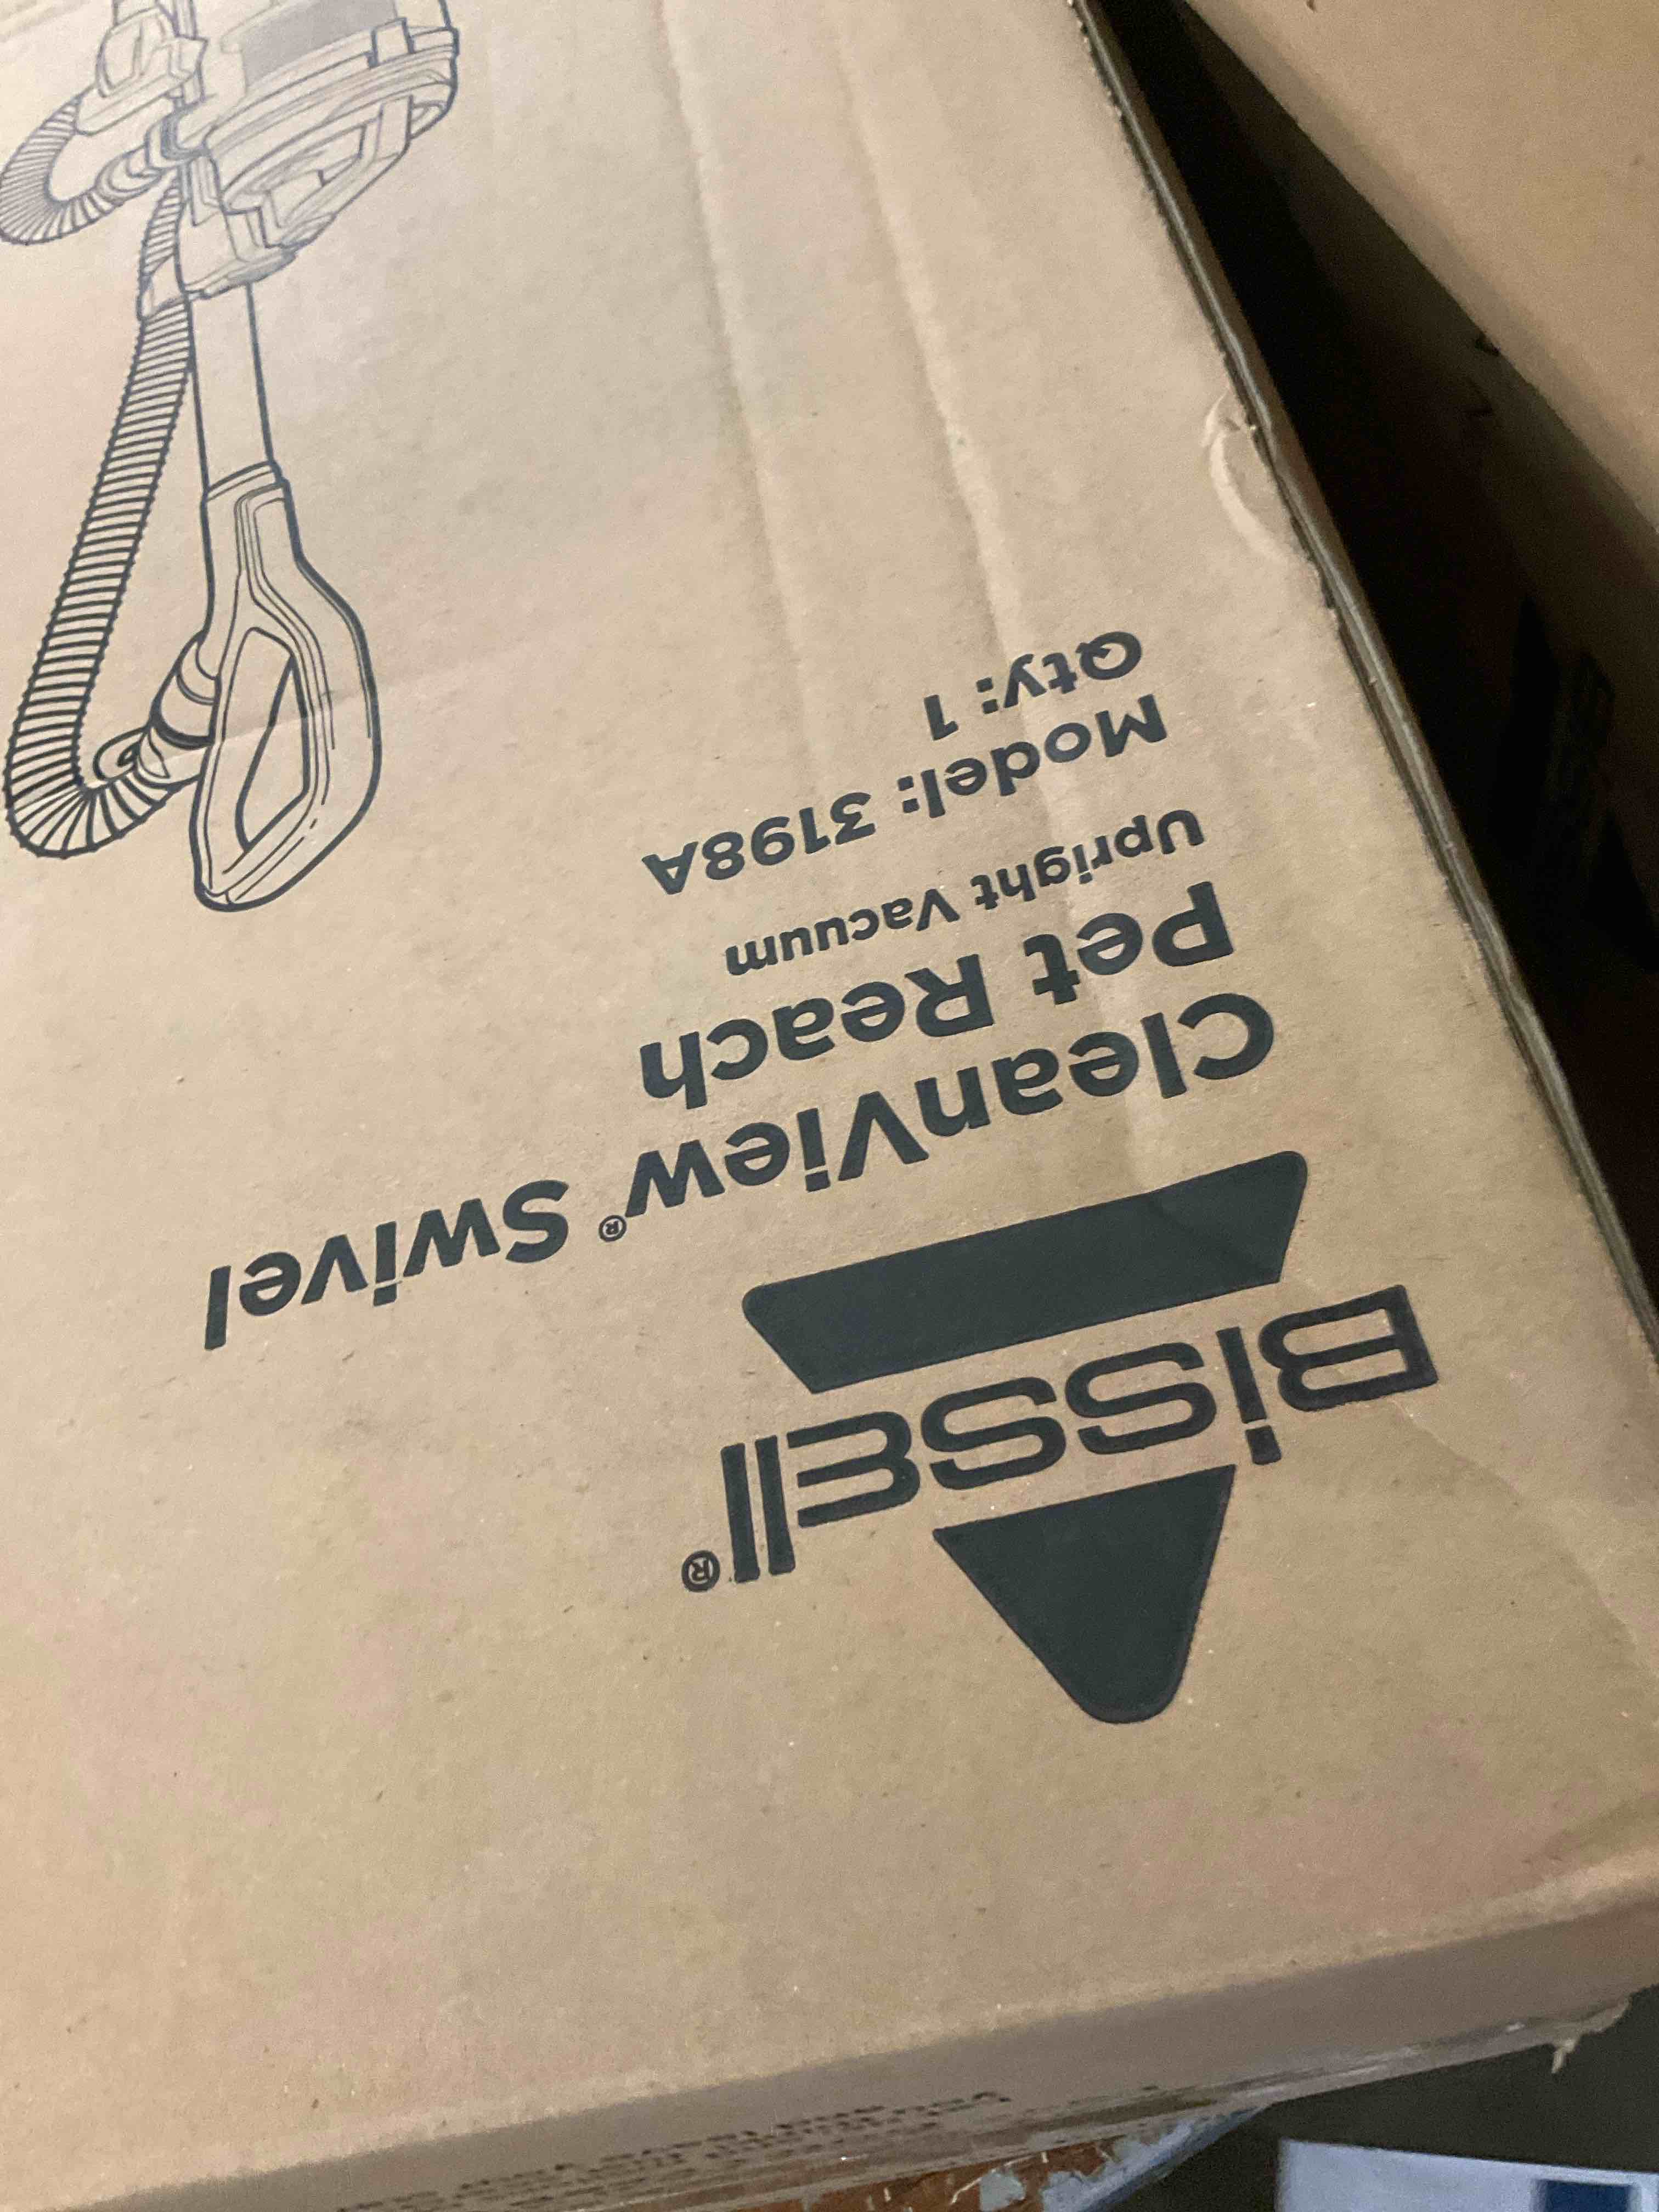 BISSELL®
CleanView® Swivel
Pet Reach
Upright Vacuum
Model: 3198A
Qty: 1